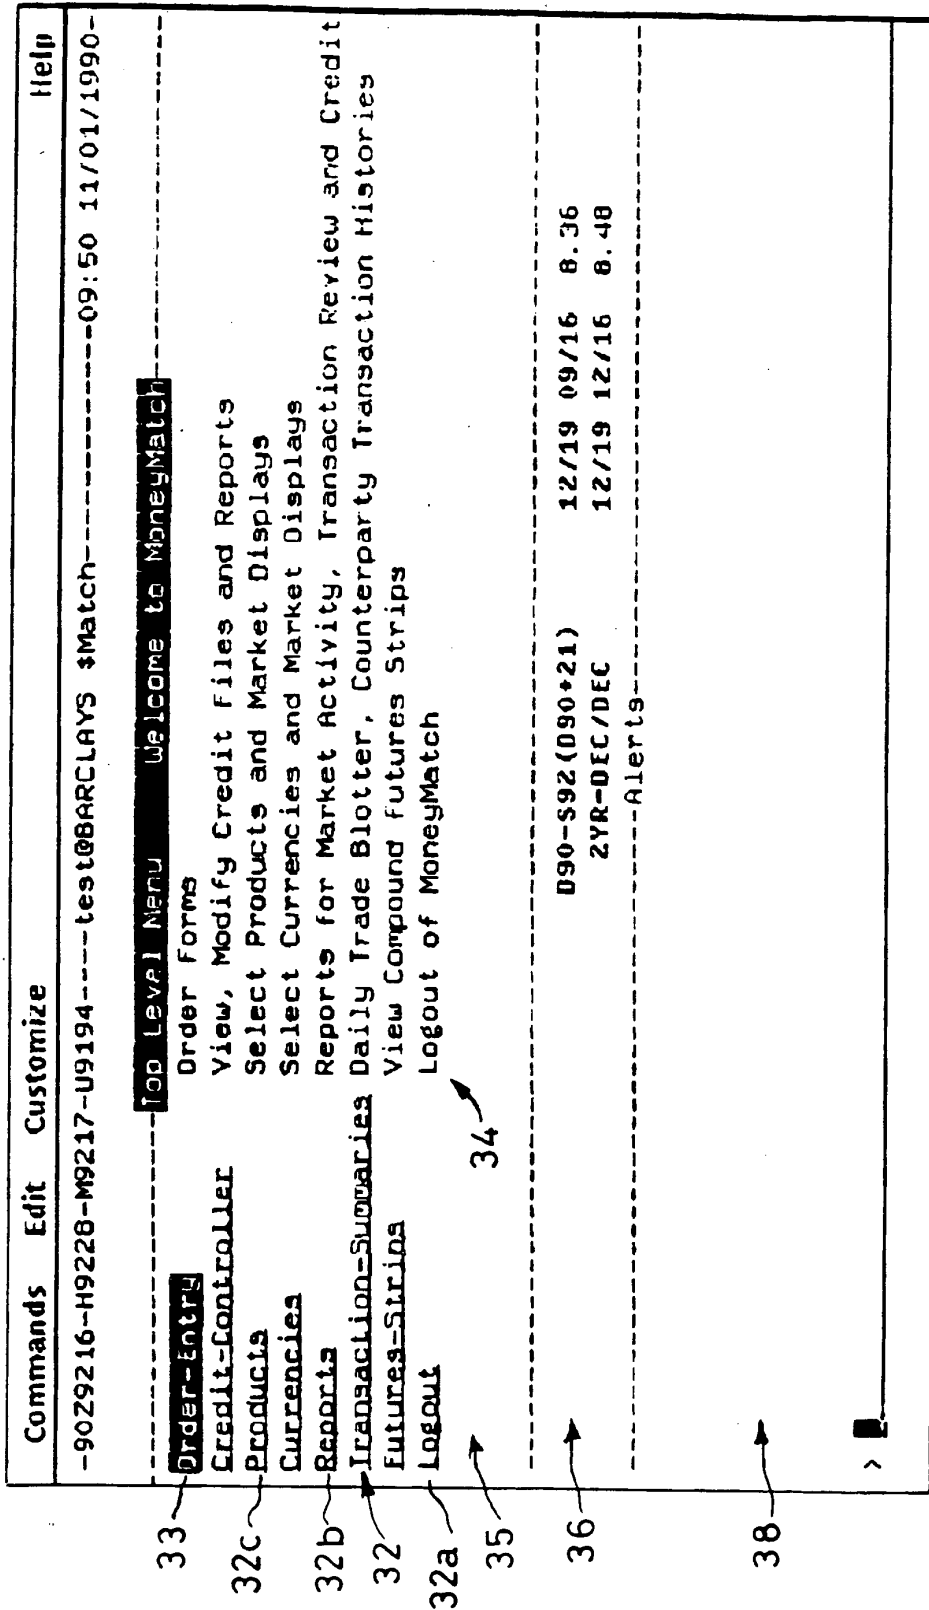 Commands Edit Customize Help
-9029216-H9228-M9217-U9194----test@BARCLAYS $Match------------09:50 11/01/1990-
Top Level Menu Welcome to MoneyMatch
33 Order-Entry Order Forms
Credit-Controller View, Modify Credit Files and Reports
32c Products Select Products and Market Displays
Currencies Select Currencies and Market Displays
32b Reports Reports for Market Activity, Transaction Review and Credit
32 Transaction-Summaries Daily Trade Blotter, Counterparty Transaction Histories
Futures-Strips View Compound Futures Strips
32a Logout Logout of MoneyMatch
34
35
D90-S92(D90+21) 12/19 09/16 8.36
36 2YR-DEC/DEC 12/19 12/16 8.48
Alerts
38
>